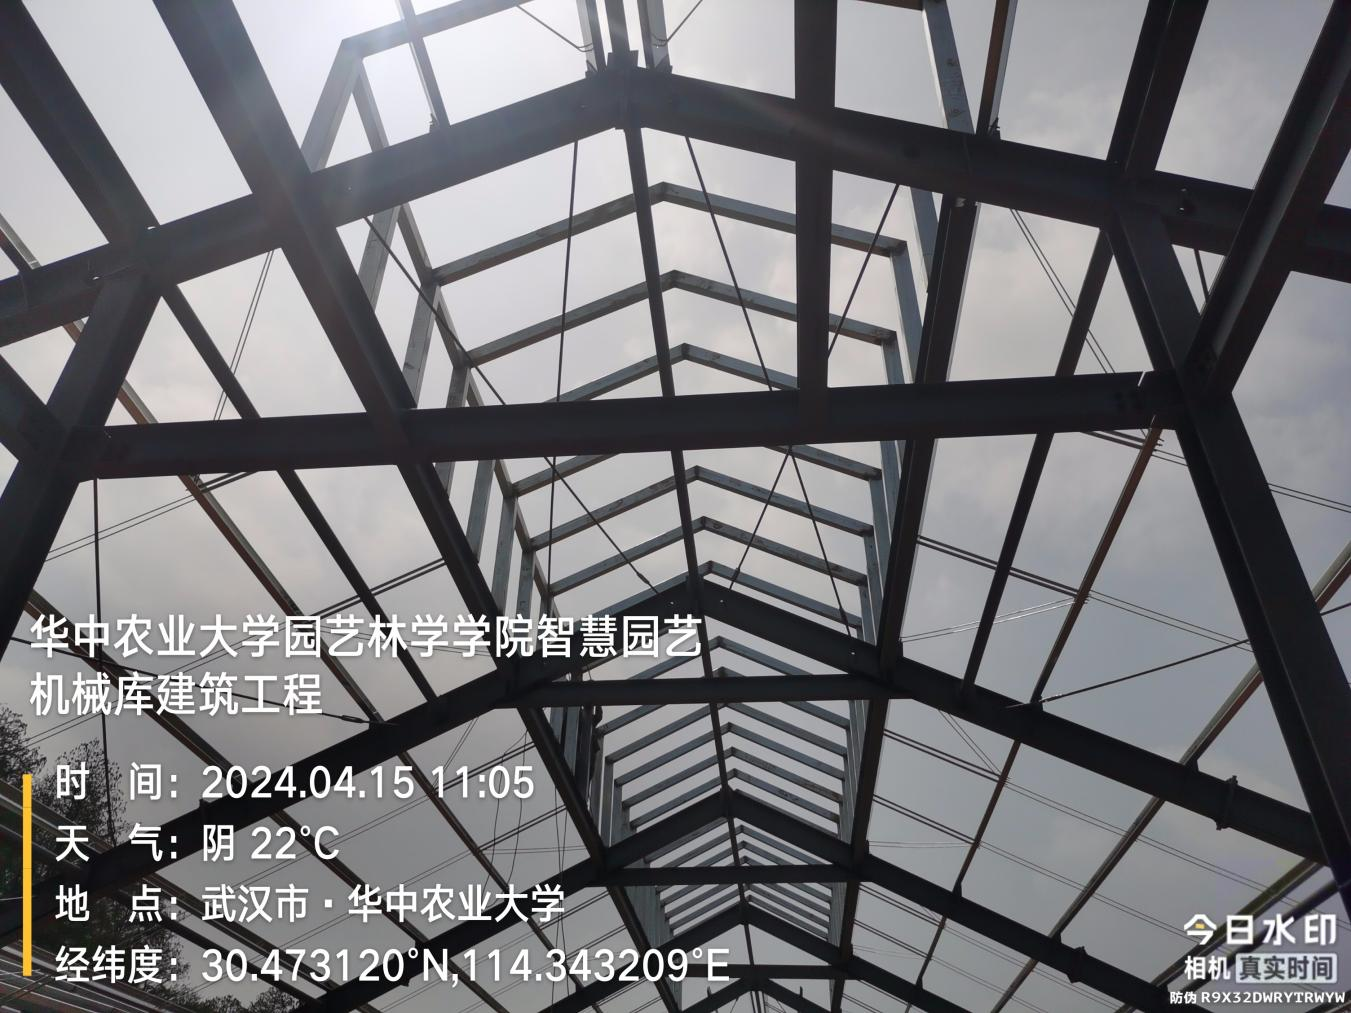 华中农业大学园艺林学学院智慧园艺
机械库建筑工程
时 间：2024.04.15 11:05
天 气：阴 22℃
地 点：武汉市·华中农业大学
经纬度：30.473120°N,114.343209°E
今日水印
相机 真实时间
防伪 R9X32DWRYTRWYW